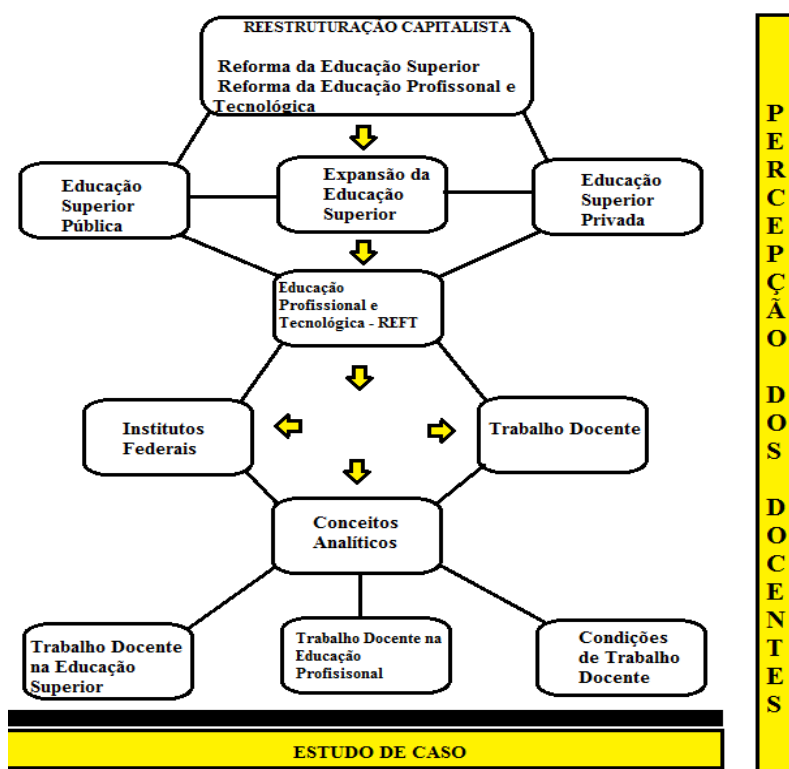 REESTRUTURAÇÃO CAPITALISTA
Reforma da Educação Superior
Reforma da Educação Profissonal e
Tecnológica
Educação
Superior
Pública
Expansão da
Educação
Superior
Educação
Superior
Privada
Educação
Profissional e
Tecnológica - REFT
Institutos
Federais
Trabalho Docente
Conceitos
Analíticos
Trabalho Docente
na Educação
Superior
Trabalho Docente na
Educação
Profisisonal
Condições
de Trabalho
Docente
ESTUDO DE CASO
PERCEPÇÃO DOS DOCENTES